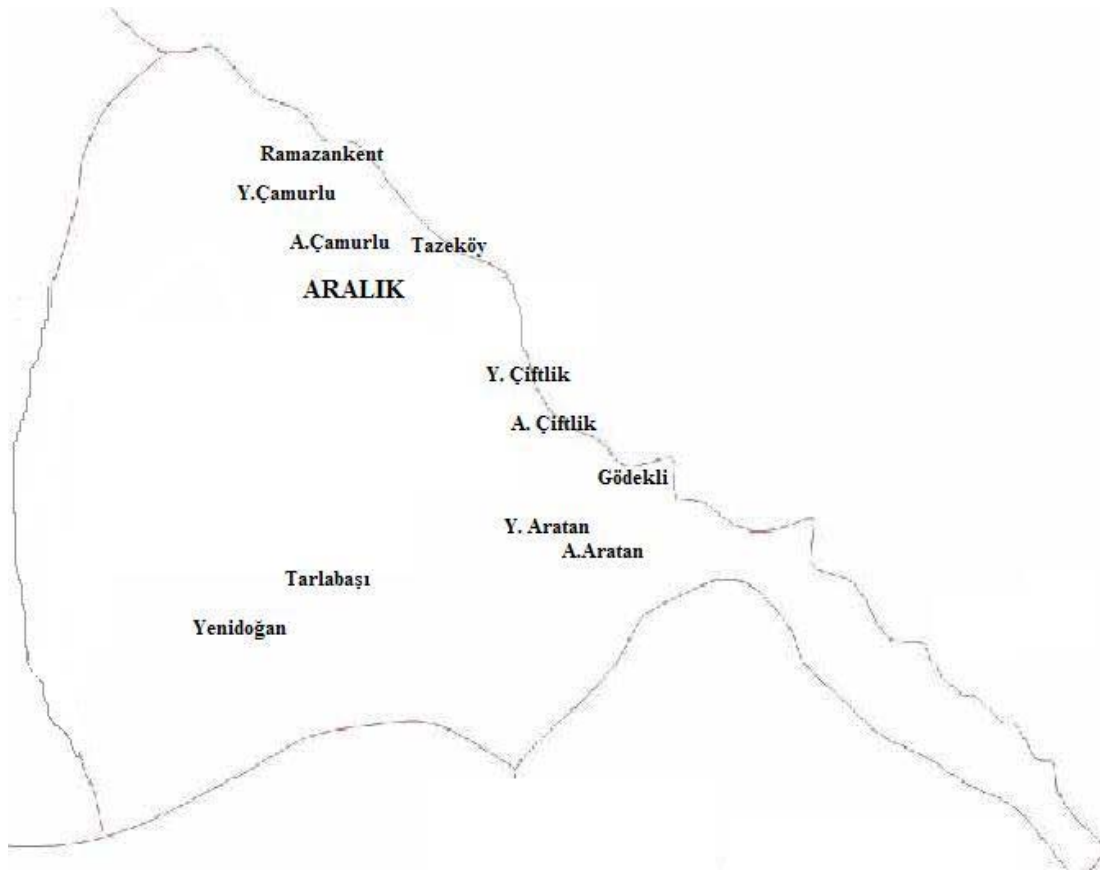 Ramazankent
Y.Çamurlu
A.Çamurlu
Tazeköy
ARALIK
Y. Çiftlik
A. Çiftlik
Gödekli
Y. Aratan
A.Aratan
Tarlabaşı
Yenidoğan